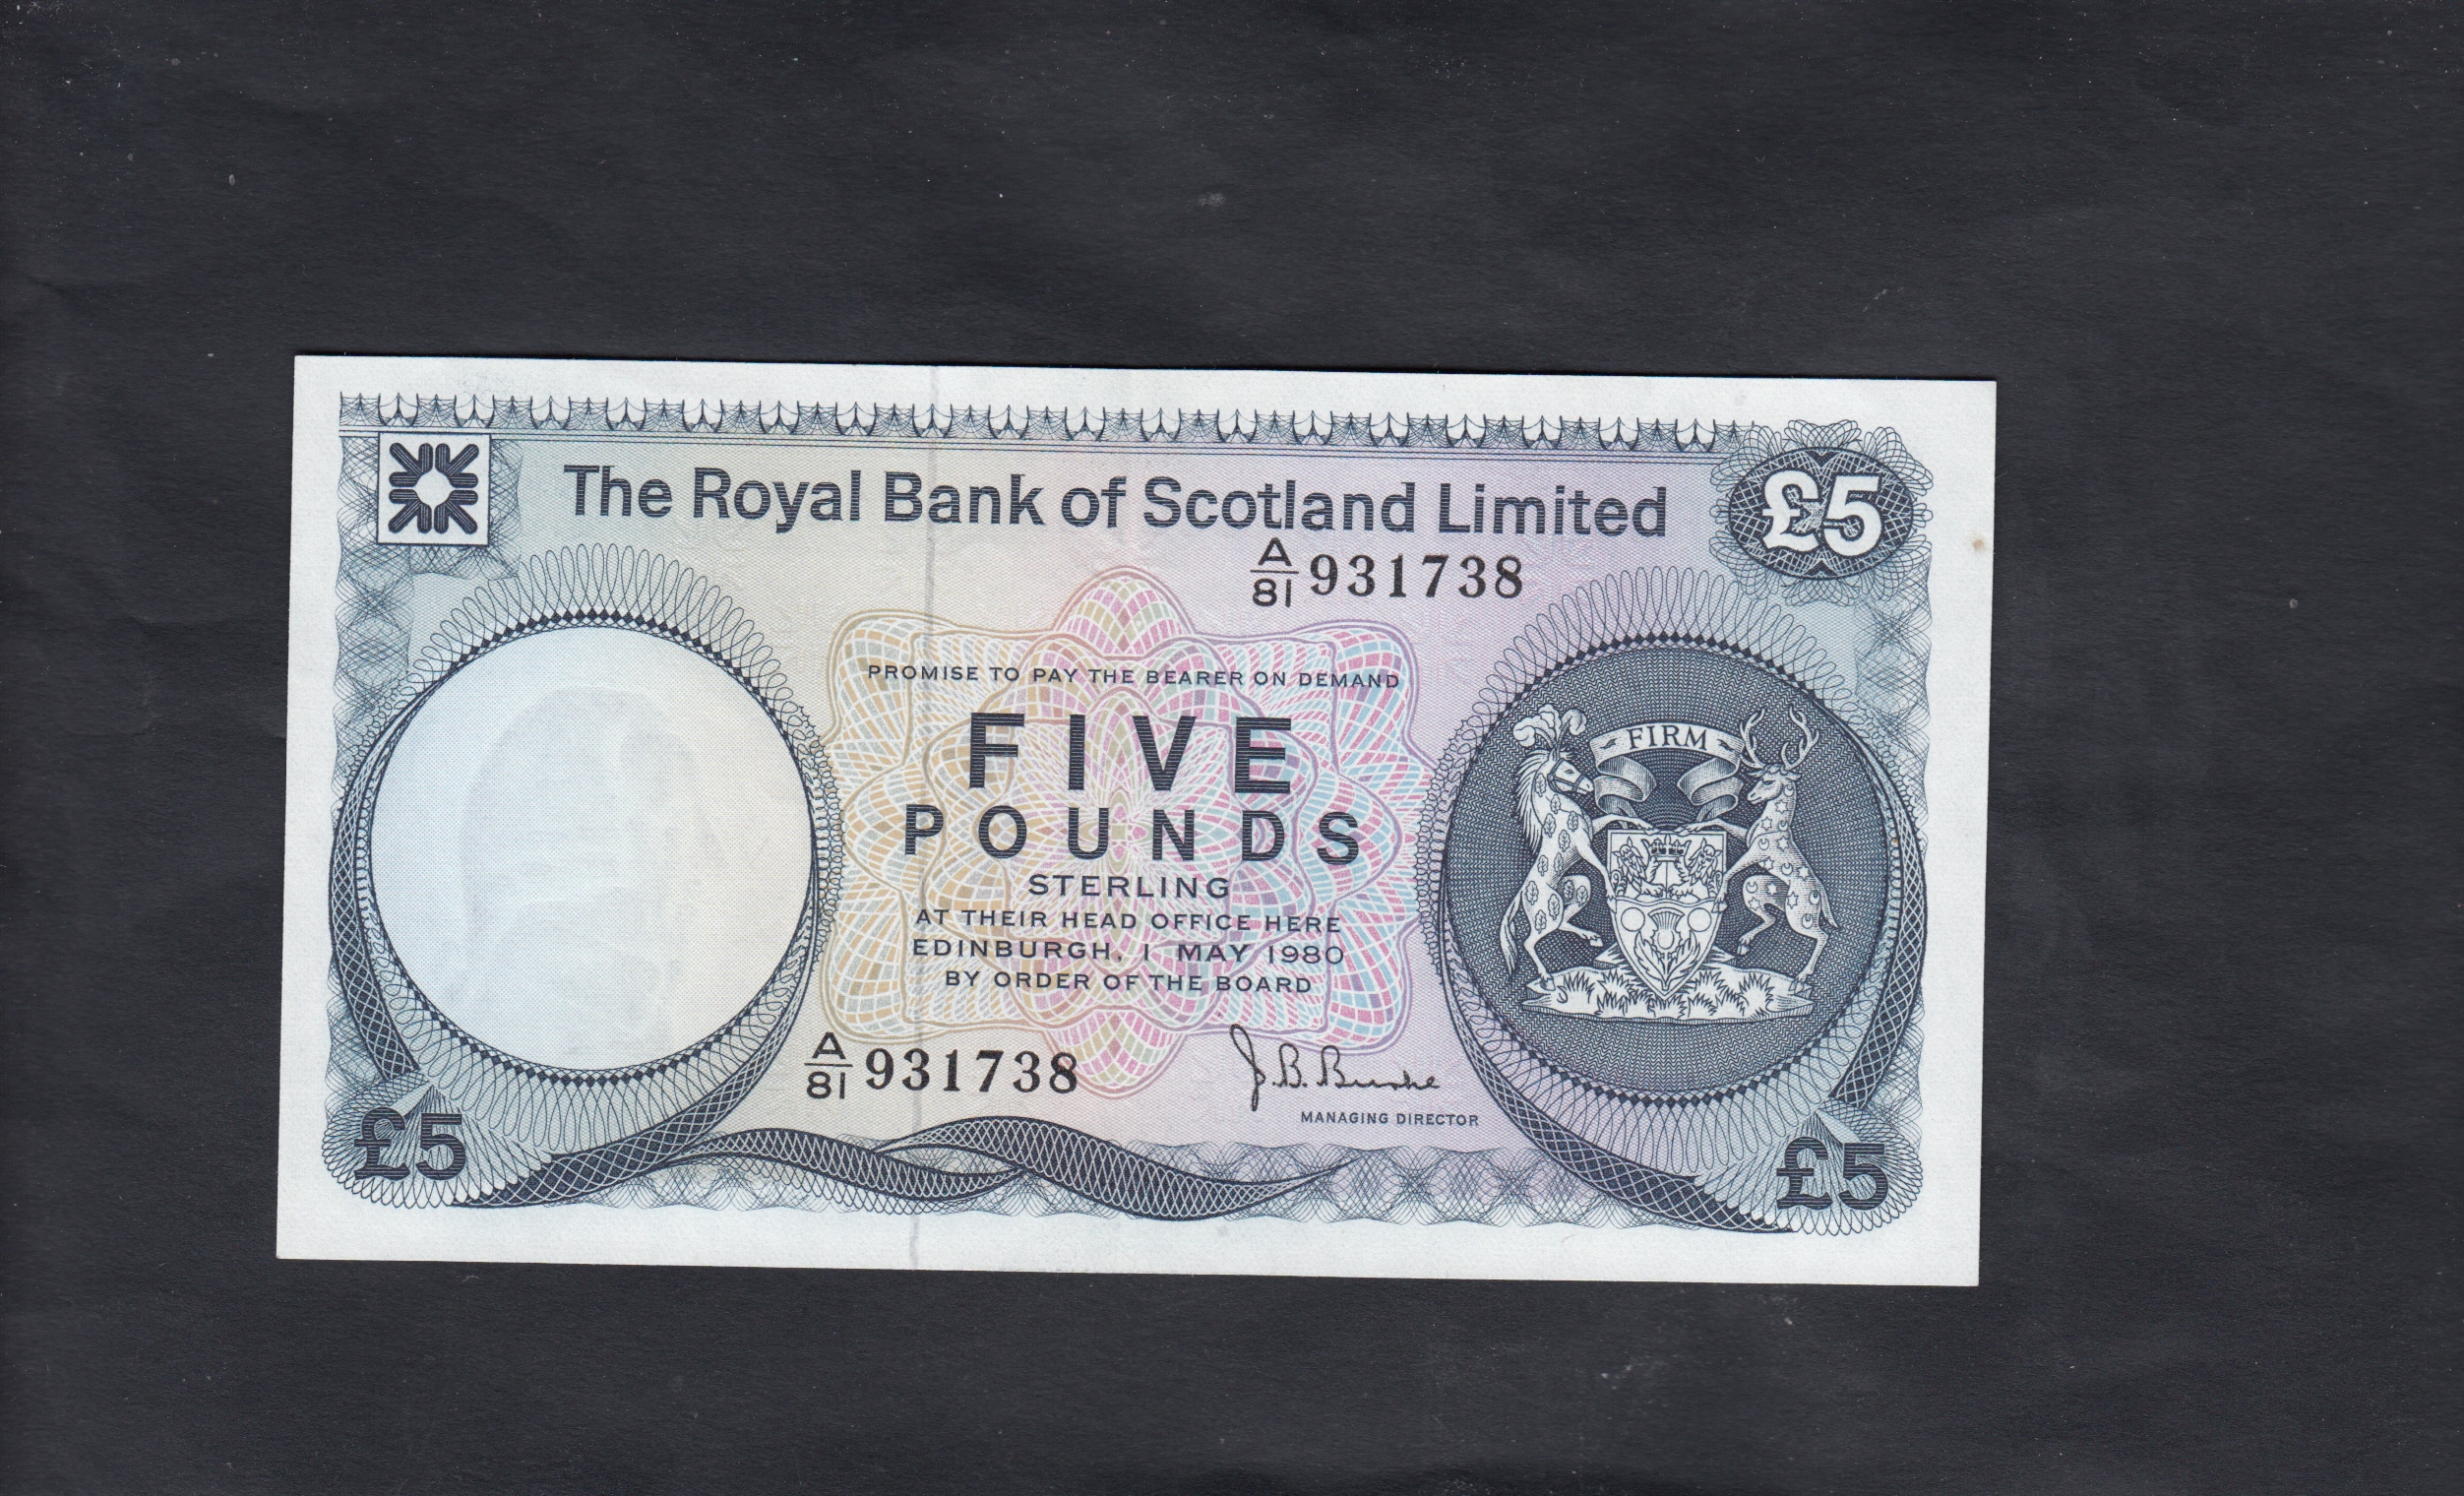 The Royal Bank of Scotland Limited
£5
A/81 931738
PROMISE TO PAY THE BEARER ON DEMAND
FIVE
POUNDS
STERLING
AT THEIR HEAD OFFICE HERE
EDINBURGH, 1 MAY 1980
BY ORDER OF THE BOARD
FIRM
A/81 931738
J. B. Burke
MANAGING DIRECTOR
£5
£5